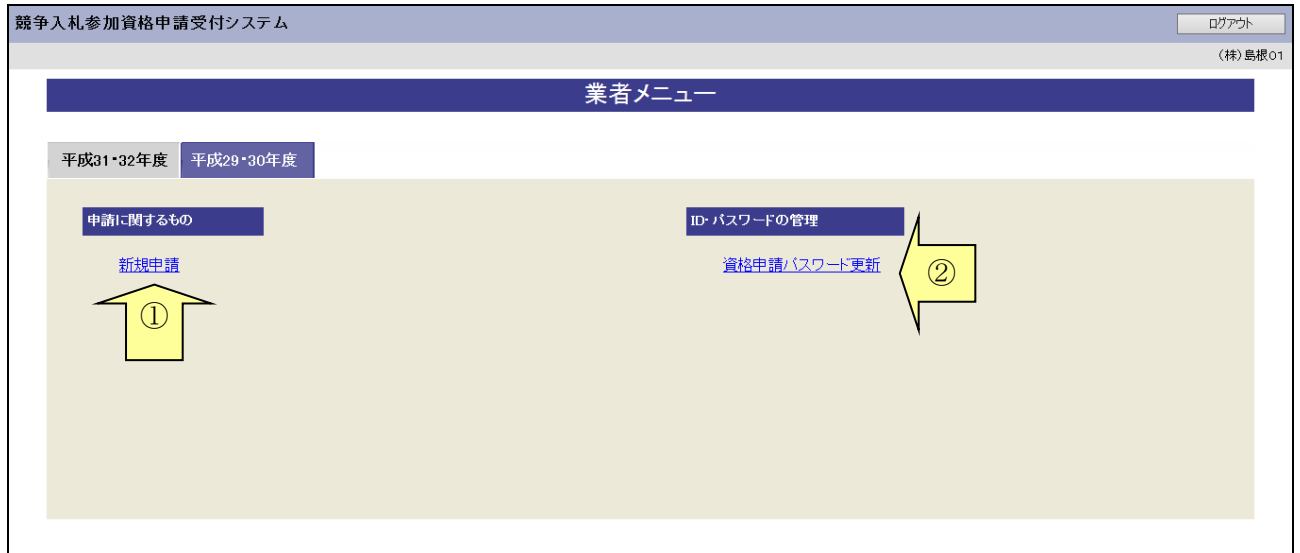 競争入札参加資格申請受付システム
ログアウト
(株)島根01
業者メニュー
平成31・32年度
平成29・30年度
申請に関するもの
ID・パスワードの管理
新規申請
資格申請パスワード更新
①
②